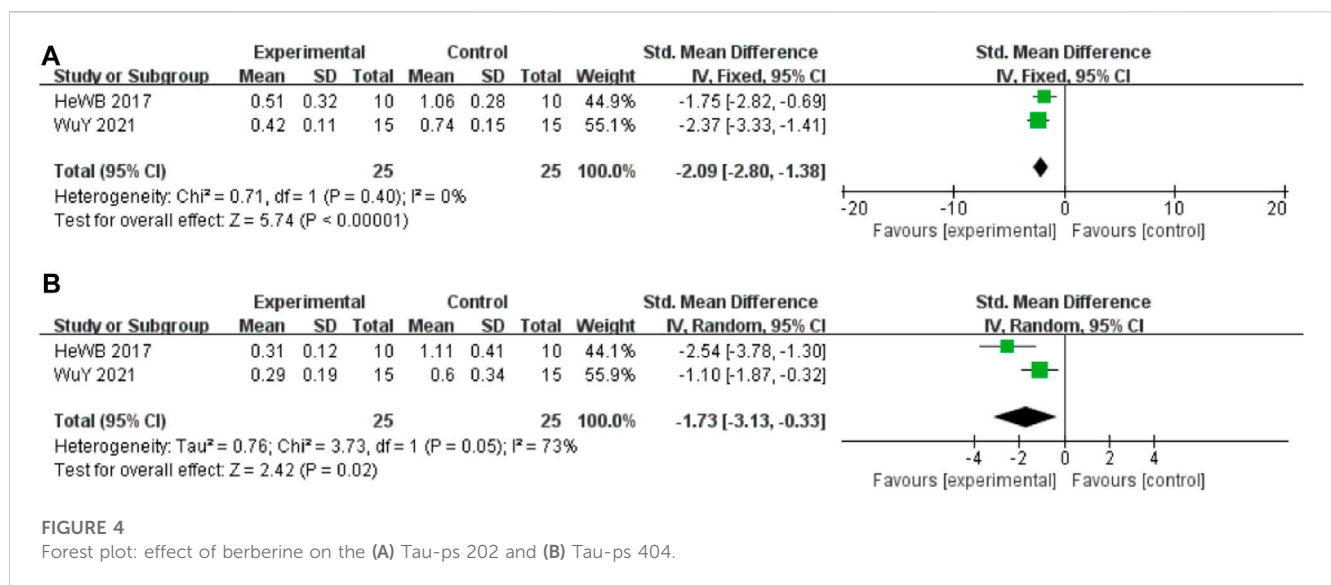 A
Experimental Control Std. Mean Difference Std. Mean Difference
Study or Subgroup Mean SD Total Mean SD Total Weight IV, Fixed, 95% CI IV, Fixed, 95% CI
HeWB 2017 0.51 0.32 10 1.06 0.28 10 44.9% -1.75 [-2.82, -0.69]
WuY 2021 0.42 0.11 15 0.74 0.15 15 55.1% -2.37 [-3.33, -1.41]
Total (95% CI) 25 25 100.0% -2.09 [-2.80, -1.38]
Heterogeneity: Chi² = 0.71, df = 1 (P = 0.40); I² = 0%
Test for overall effect: Z = 5.74 (P < 0.00001)
-20 -10 0 10 20
Favours [experimental] Favours [control]
B
Experimental Control Std. Mean Difference Std. Mean Difference
Study or Subgroup Mean SD Total Mean SD Total Weight IV, Random, 95% CI IV, Random, 95% CI
HeWB 2017 0.31 0.12 10 1.11 0.41 10 44.1% -2.54 [-3.78, -1.30]
WuY 2021 0.29 0.19 15 0.6 0.34 15 55.9% -1.10 [-1.87, -0.32]
Total (95% CI) 25 25 100.0% -1.73 [-3.13, -0.33]
Heterogeneity: Tau² = 0.76; Chi² = 3.73, df = 1 (P = 0.05); I² = 73%
Test for overall effect: Z = 2.42 (P = 0.02)
-4 -2 0 2 4
Favours [experimental] Favours [control]
FIGURE 4
Forest plot: effect of berberine on the (A) Tau-ps 202 and (B) Tau-ps 404.